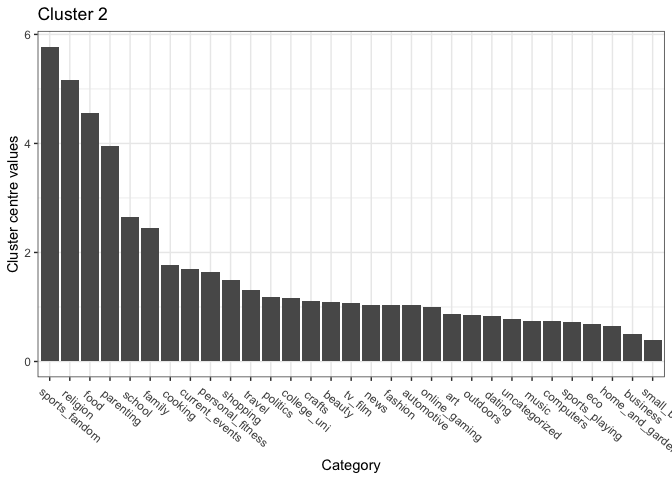 Cluster 2
Cluster centre values
6
4
2
0
sports_fandom
religion
food
parenting
school
family
cooking
current_events
personal_fitness
shopping
travel
politics
college_uni
crafts
beauty
tv_film
news
fashion
automotive
online_gaming
art
outdoors
dating
uncategorized
music
computers
sports_playing
eco
home_and_garde
business
small_b
Category